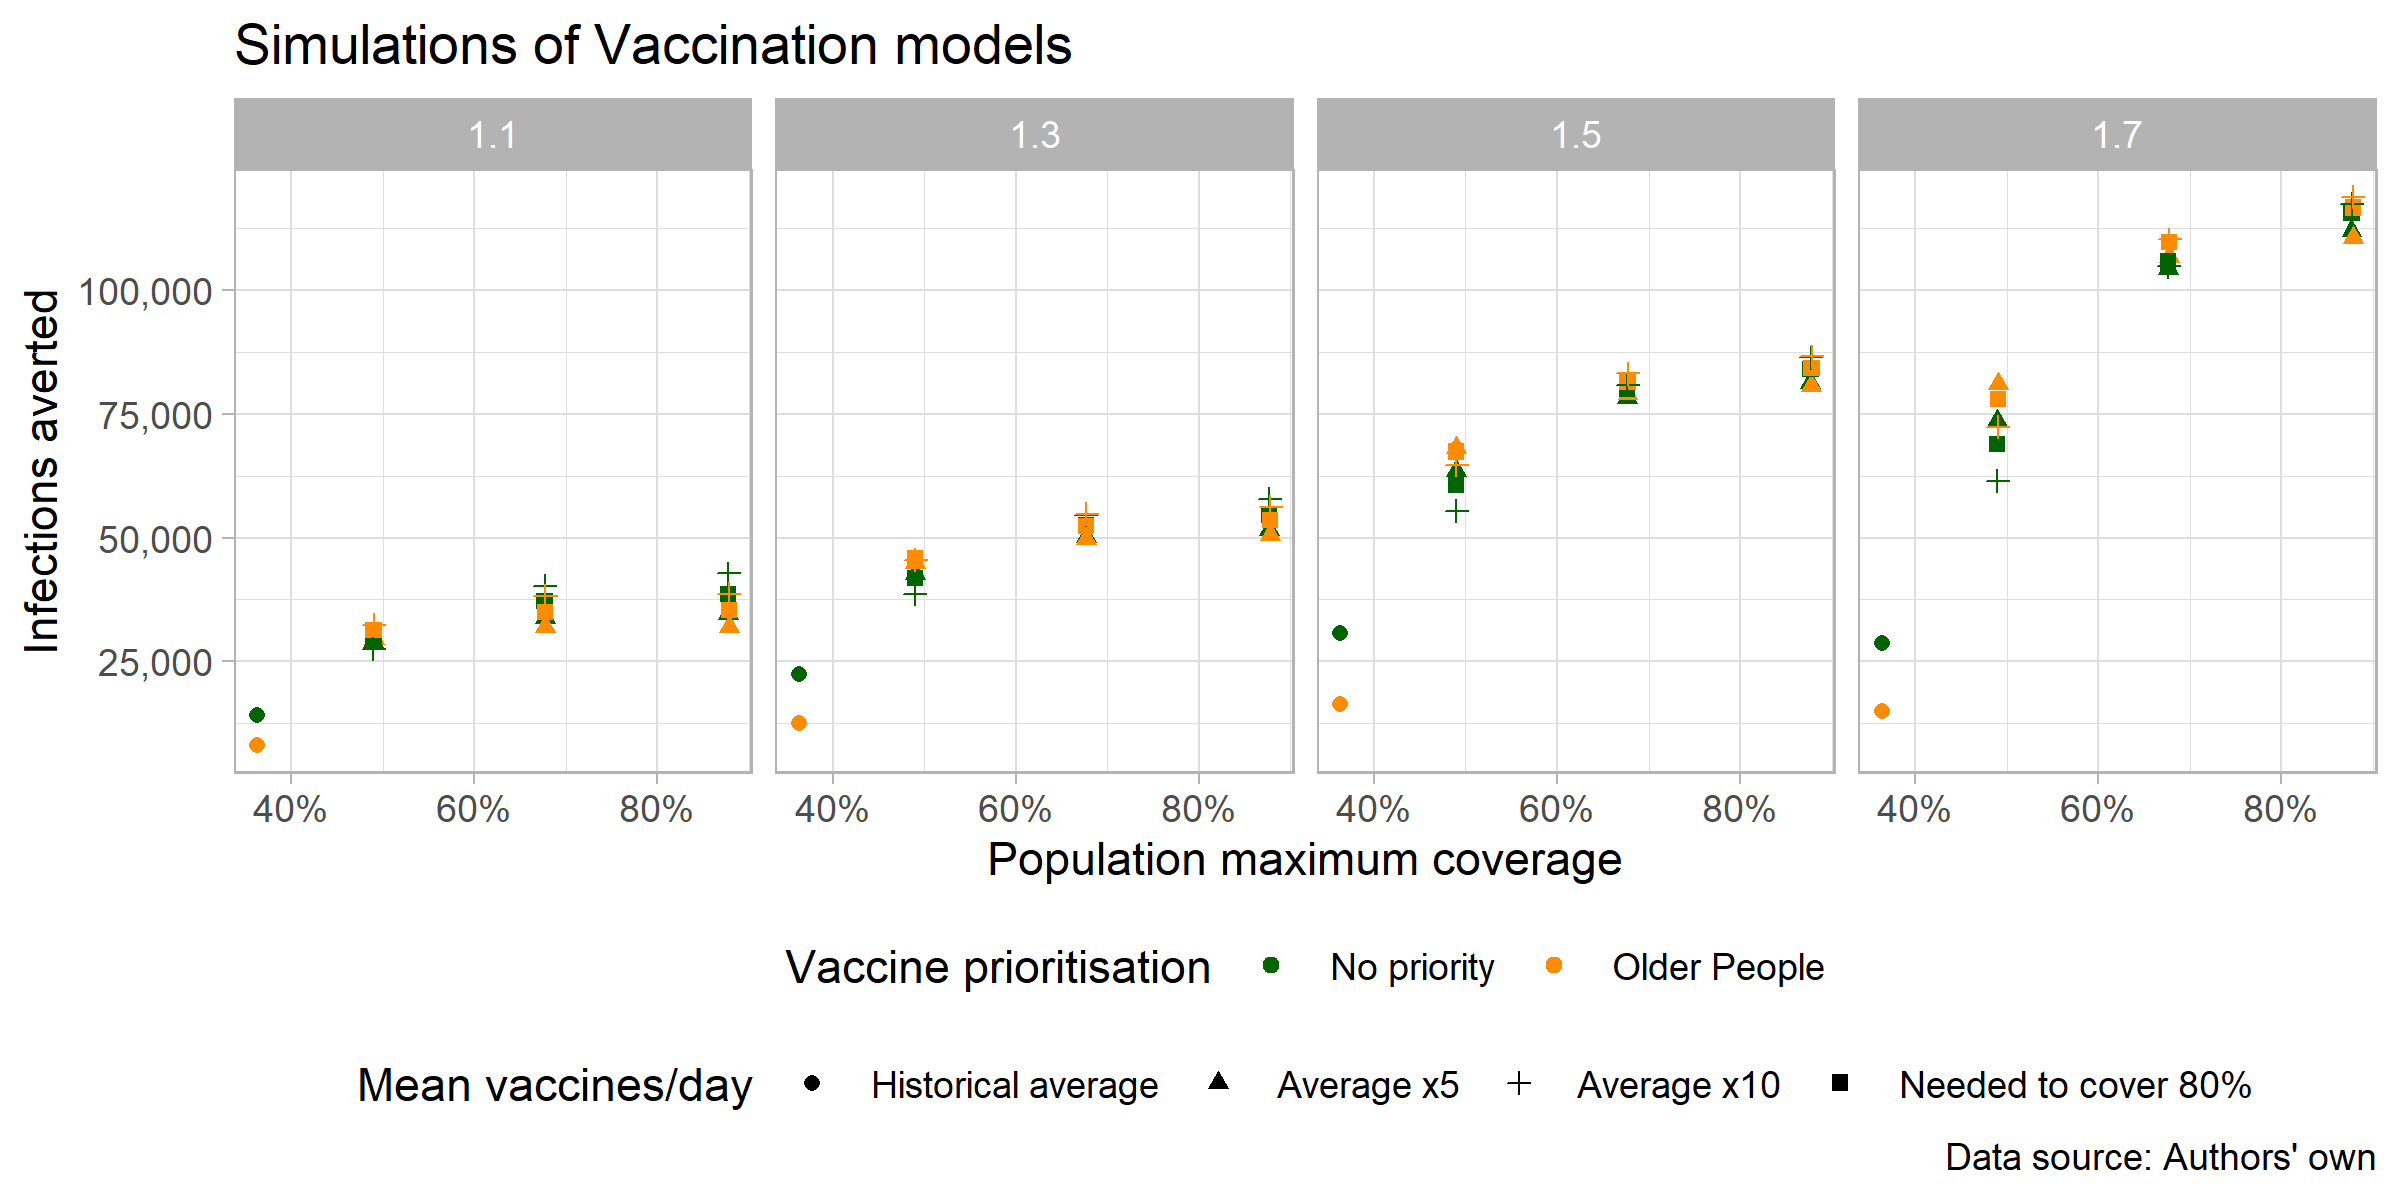 Simulations of Vaccination models
1.1 1.3 1.5 1.7
Infections averted
100,000
75,000
50,000
25,000
40% 60% 80% 40% 60% 80% 40% 60% 80% 40% 60% 80%
Population maximum coverage
Vaccine prioritisation No priority Older People
Mean vaccines/day Historical average Average x5 Average x10 Needed to cover 80%
Data source: Authors' own